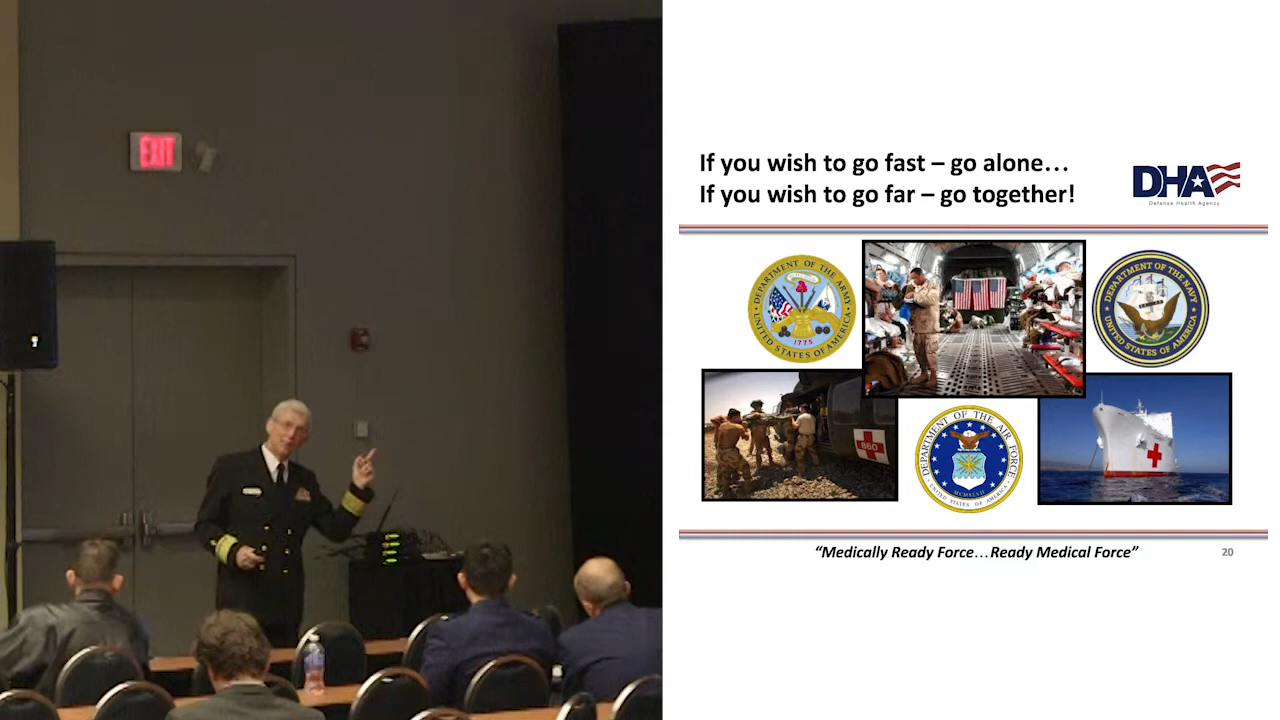 EXIT
If you wish to go fast – go alone…
If you wish to go far – go together!
DHA
Defense Health Agency
DEPARTMENT OF THE ARMY
UNITED STATES OF AMERICA
1775
DEPARTMENT OF THE NAVY
UNITED STATES OF AMERICA
860
DEPARTMENT OF THE AIR FORCE
MCMXLVII
UNITED STATES OF AMERICA
“Medically Ready Force…Ready Medical Force”
20